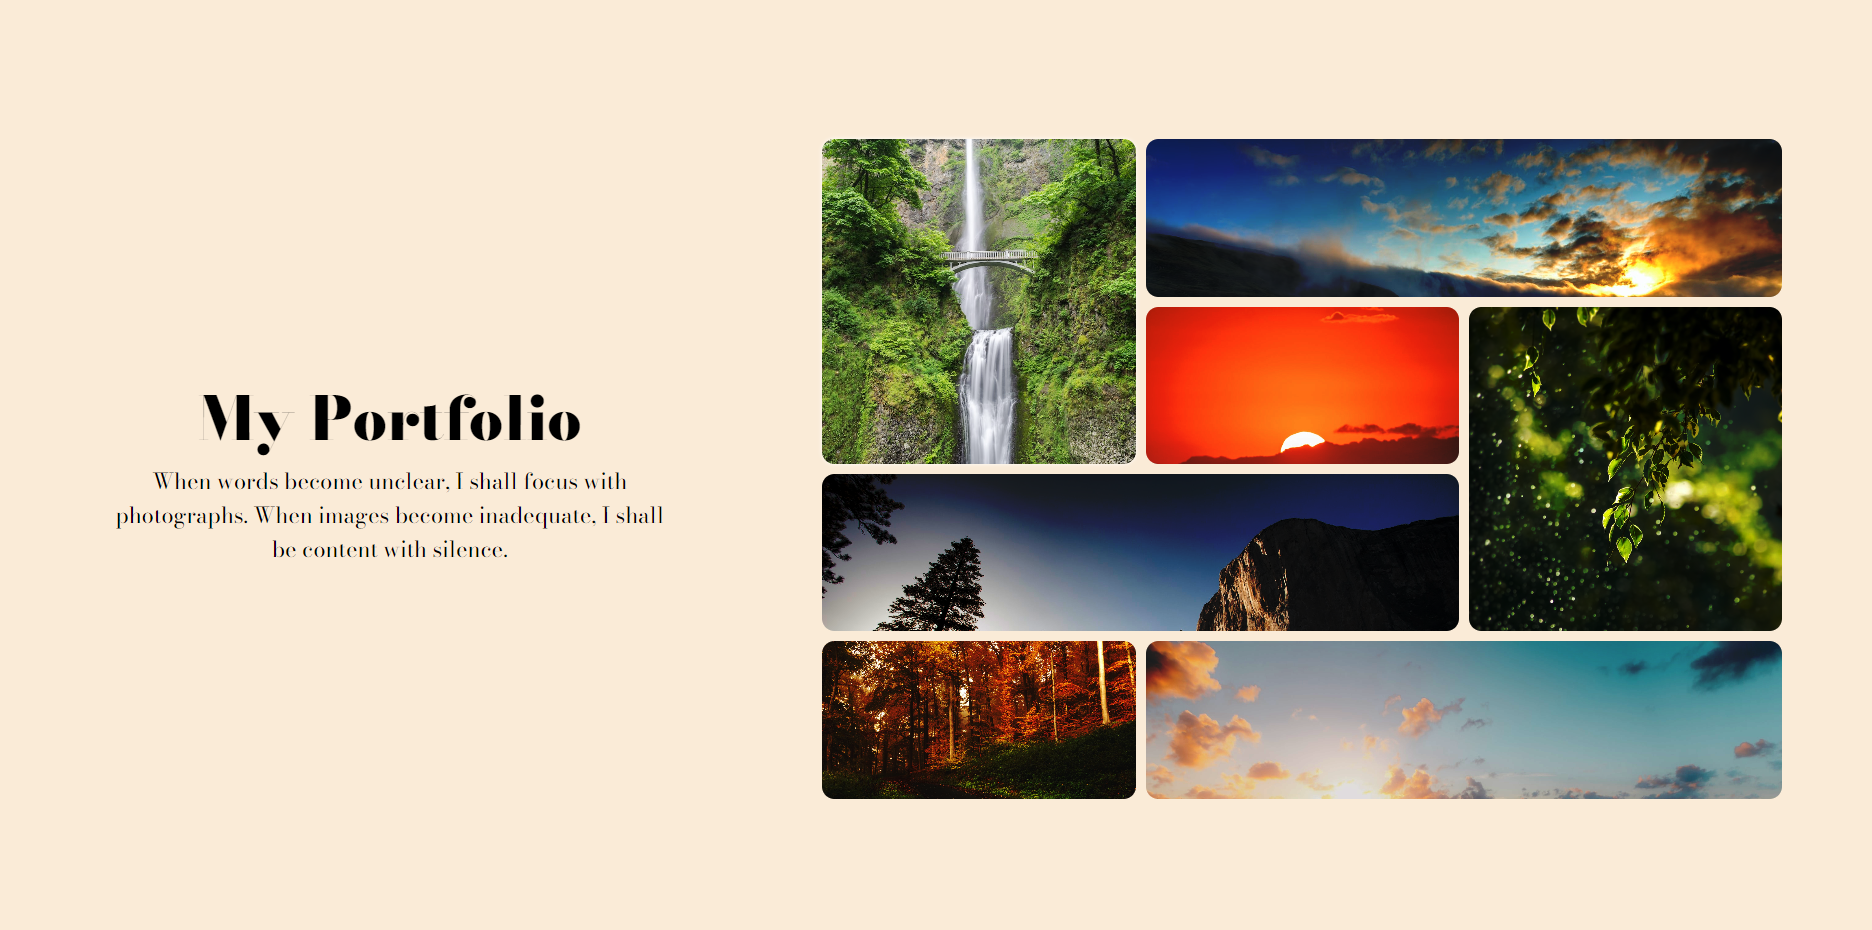 My Portfolio
When words become unclear, I shall focus with
photographs. When images become inadequate, I shall
be content with silence.